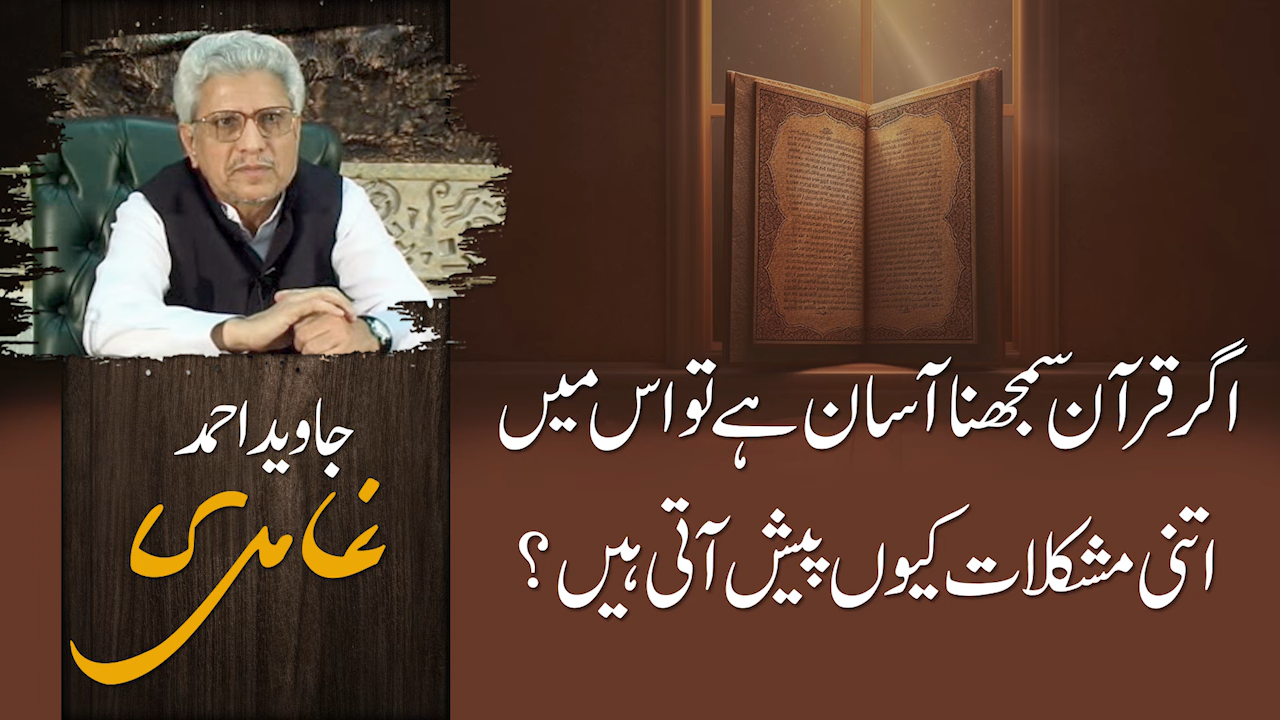 اگر قرآن سمجھنا آسان ہے تو اس میں
اتنی مشکلات کیوں پیش آتی ہیں؟
جاوید احمد
غامدی